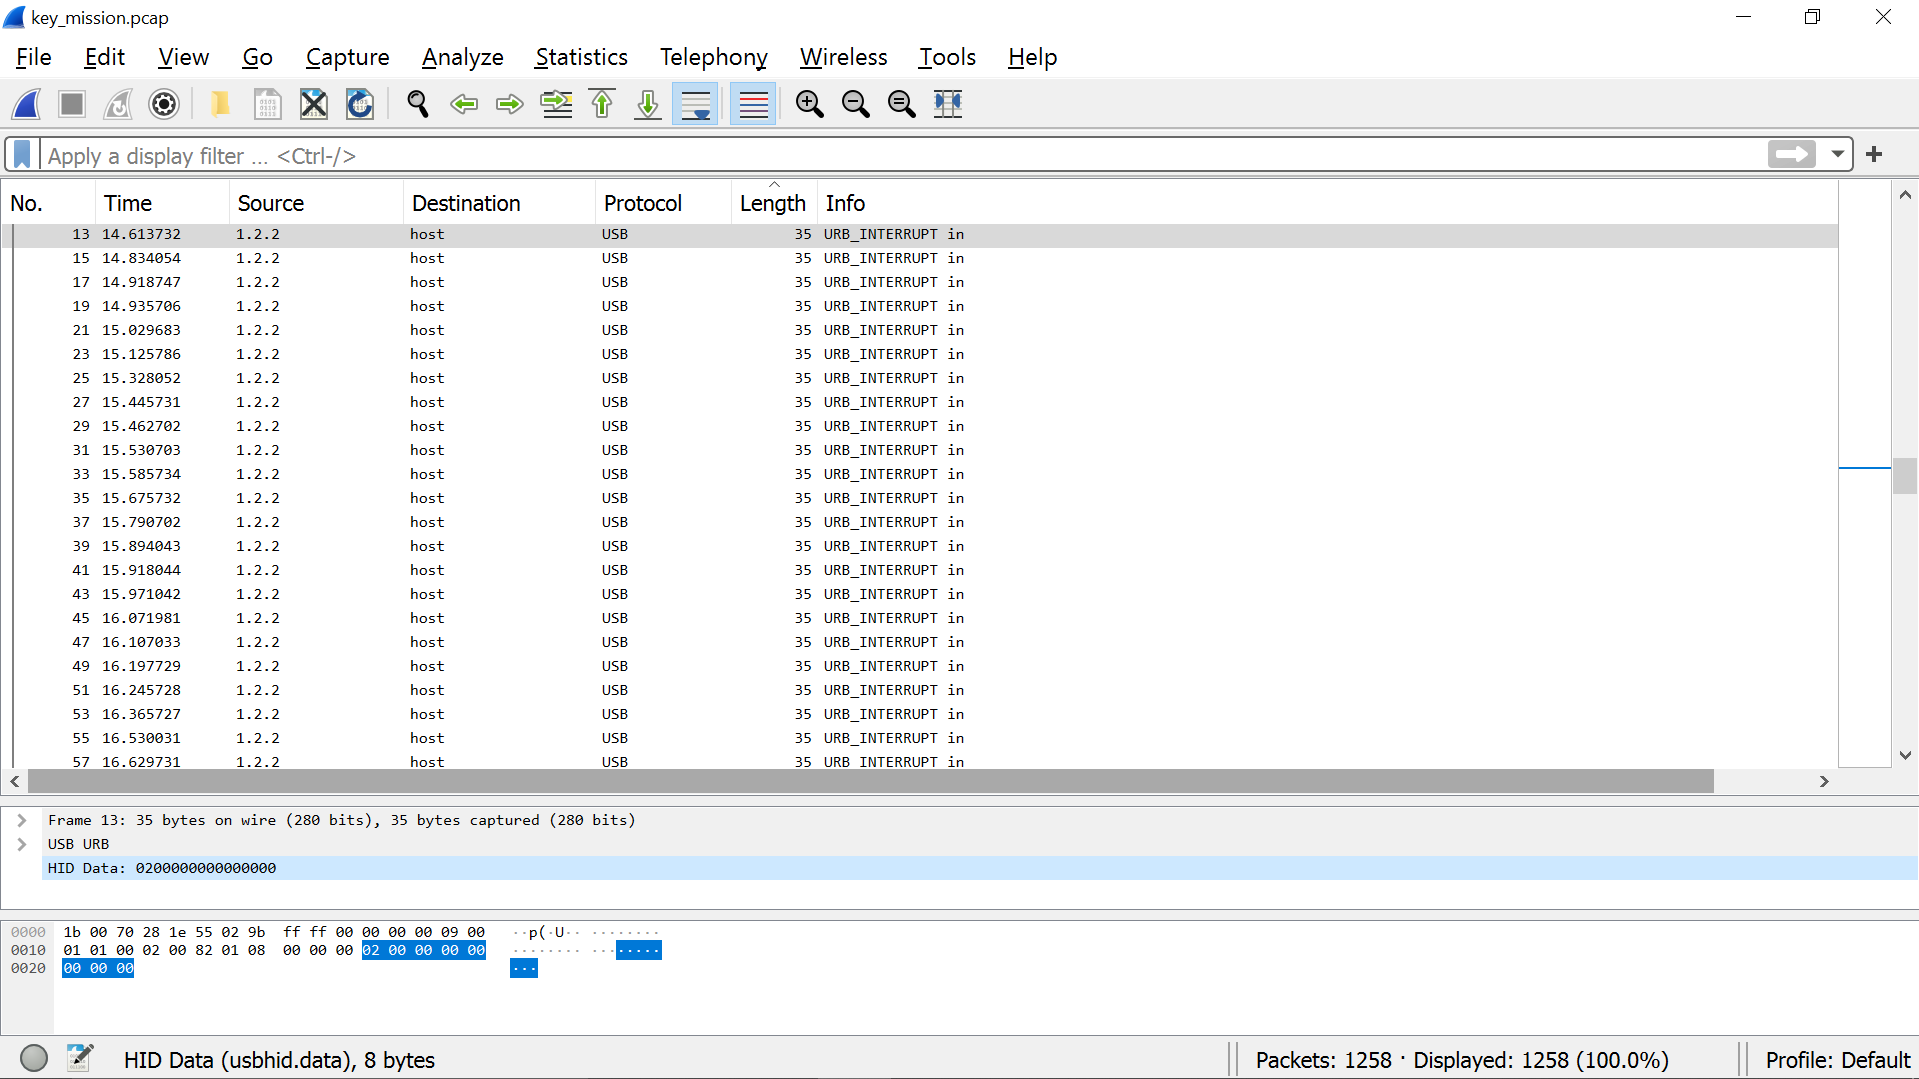 key_mission.pcap
File Edit View Go Capture Analyze Statistics Telephony Wireless Tools Help
Apply a display filter ... <Ctrl-/>
No. Time Source Destination Protocol Length Info
13 14.613732 1.2.2 host USB 35 URB_INTERRUPT in
15 14.834054 1.2.2 host USB 35 URB_INTERRUPT in
17 14.918747 1.2.2 host USB 35 URB_INTERRUPT in
19 14.935706 1.2.2 host USB 35 URB_INTERRUPT in
21 15.029683 1.2.2 host USB 35 URB_INTERRUPT in
23 15.125786 1.2.2 host USB 35 URB_INTERRUPT in
25 15.328052 1.2.2 host USB 35 URB_INTERRUPT in
27 15.445731 1.2.2 host USB 35 URB_INTERRUPT in
29 15.462702 1.2.2 host USB 35 URB_INTERRUPT in
31 15.530703 1.2.2 host USB 35 URB_INTERRUPT in
33 15.585734 1.2.2 host USB 35 URB_INTERRUPT in
35 15.675732 1.2.2 host USB 35 URB_INTERRUPT in
37 15.790702 1.2.2 host USB 35 URB_INTERRUPT in
39 15.894043 1.2.2 host USB 35 URB_INTERRUPT in
41 15.918044 1.2.2 host USB 35 URB_INTERRUPT in
43 15.971042 1.2.2 host USB 35 URB_INTERRUPT in
45 16.071981 1.2.2 host USB 35 URB_INTERRUPT in
47 16.107033 1.2.2 host USB 35 URB_INTERRUPT in
49 16.197729 1.2.2 host USB 35 URB_INTERRUPT in
51 16.245728 1.2.2 host USB 35 URB_INTERRUPT in
53 16.365727 1.2.2 host USB 35 URB_INTERRUPT in
55 16.530031 1.2.2 host USB 35 URB_INTERRUPT in
57 16.629731 1.2.2 host USB 35 URB INTERRUPT in
Frame 13: 35 bytes on wire (280 bits), 35 bytes captured (280 bits)
USB URB
HID Data: 0200000000000000
0000 1b 00 70 28 1e 55 02 9b ff ff 00 00 00 00 09 00 ··p(·U·· ········
0010 01 01 00 02 00 82 01 08 00 00 00 02 00 00 00 00 ········ ········
0020 00 00 00 ···
HID Data (usbhid.data), 8 bytes
Packets: 1258 · Displayed: 1258 (100.0%)
Profile: Default